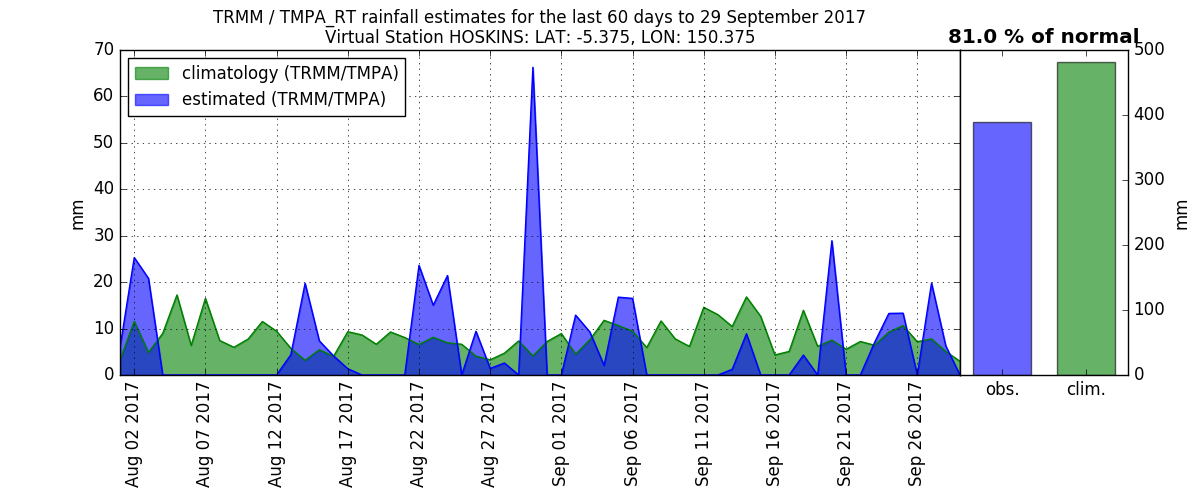 TRMM / TMPA_RT rainfall estimates for the last 60 days to 29 September 2017
Virtual Station HOSKINS: LAT: -5.375, LON: 150.375
81.0 % of normal
climatology (TRMM/TMPA)
estimated (TRMM/TMPA)
70
60
50
40
30
20
10
0
mm
Aug 02 2017
Aug 07 2017
Aug 12 2017
Aug 17 2017
Aug 22 2017
Aug 27 2017
Sep 01 2017
Sep 06 2017
Sep 11 2017
Sep 16 2017
Sep 21 2017
Sep 26 2017
obs.
clim.
500
400
300
200
100
0
mm